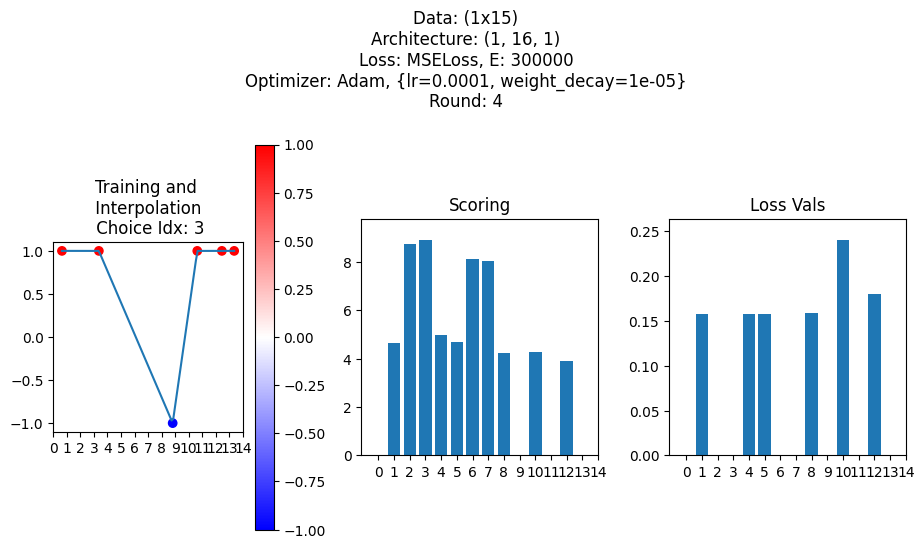 Data: (1x15)
Architecture: (1, 16, 1)
Loss: MSELoss, E: 300000
Optimizer: Adam, {lr=0.0001, weight_decay=1e-05}
Round: 4
Training and
Interpolation
Choice Idx: 3
1.0
0.5
0.0
−0.5
−1.0
0 1 2 3 4 5 6 7 8 9 10 11 12 13 14
1.00
0.75
0.50
0.25
0.00
−0.25
−0.50
−0.75
−1.00
Scoring
8
6
4
2
0
0 1 2 3 4 5 6 7 8 9 10 11 12 13 14
Loss Vals
0.25
0.20
0.15
0.10
0.05
0.00
0 1 2 3 4 5 6 7 8 9 10 11 12 13 14